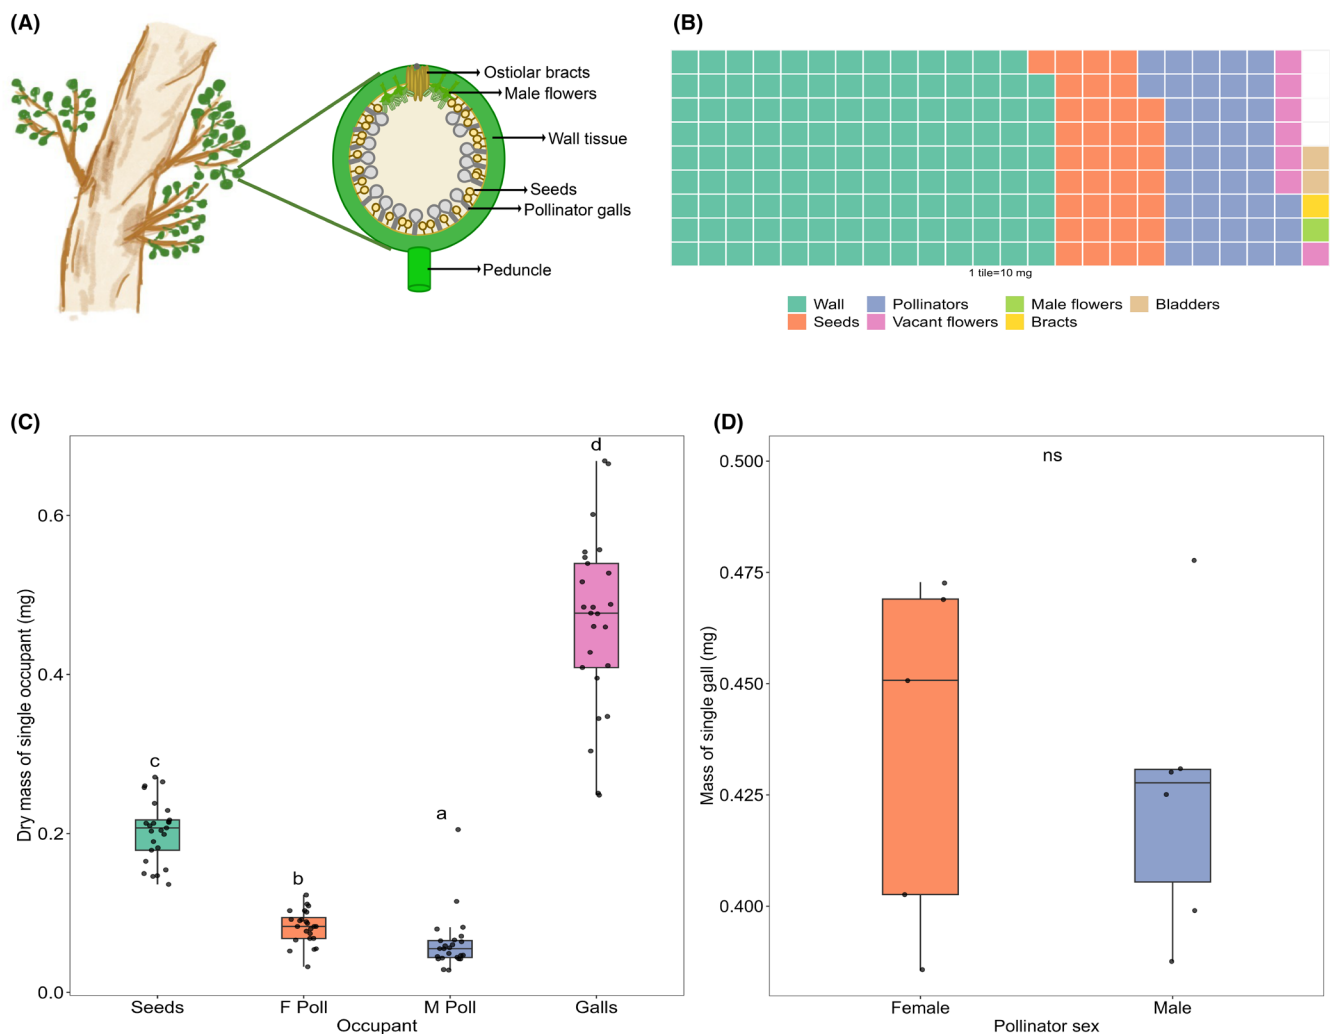 (A)
Ostiolar bracts
Male flowers
Wall tissue
Seeds
Pollinator galls
Peduncle
(B)
1 tile=10 mg
Wall
Pollinators
Male flowers
Bladders
Seeds
Vacant flowers
Bracts
(C)
Dry mass of single occupant (mg)
0.6
0.4
0.2
0.0
c
b
a
d
Seeds
F Poll
M Poll
Galls
Occupant
(D)
Mass of single gall (mg)
0.500
0.475
0.450
0.425
0.400
ns
Female
Male
Pollinator sex